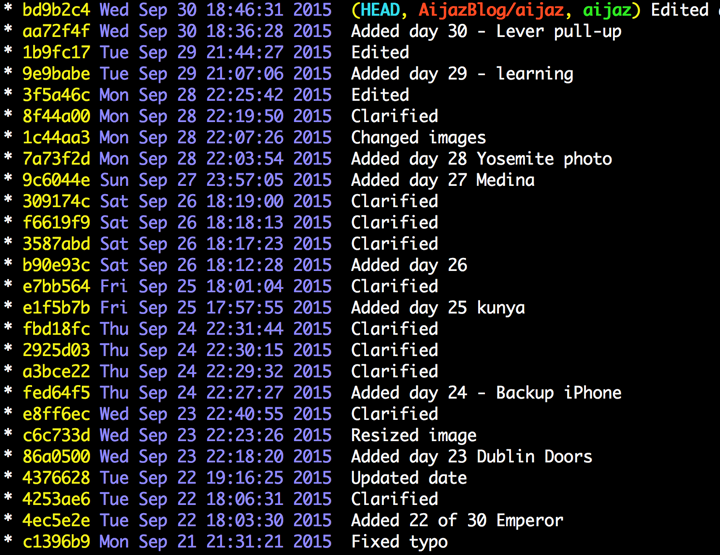 * bd9b2c4 Wed Sep 30 18:46:31 2015 (HEAD, AijazBlog/aijaz, aijaz) Edited
* aa72f4f Wed Sep 30 18:36:28 2015 Added day 30 - Lever pull-up
* 1b9fc17 Tue Sep 29 21:44:27 2015 Edited
* 9e9babe Tue Sep 29 21:07:06 2015 Added day 29 - learning
* 3f5a46c Mon Sep 28 22:25:42 2015 Edited
* 8f44a00 Mon Sep 28 22:19:50 2015 Clarified
* 1c44aa3 Mon Sep 28 22:07:26 2015 Changed images
* 7a73f2d Mon Sep 28 22:03:54 2015 Added day 28 Yosemite photo
* 9c6044e Sun Sep 27 23:57:05 2015 Added day 27 Medina
* 309174c Sat Sep 26 18:19:00 2015 Clarified
* f6619f9 Sat Sep 26 18:18:13 2015 Clarified
* 3587abd Sat Sep 26 18:17:23 2015 Clarified
* b90e93c Sat Sep 26 18:12:28 2015 Added day 26
* e7bb564 Fri Sep 25 18:01:04 2015 Clarified
* e1f5b7b Fri Sep 25 17:57:55 2015 Added day 25 kunya
* fbd18fc Thu Sep 24 22:31:44 2015 Clarified
* 2925d03 Thu Sep 24 22:30:15 2015 Clarified
* a3bce22 Thu Sep 24 22:29:32 2015 Clarified
* fed64f5 Thu Sep 24 22:27:27 2015 Added day 24 - Backup iPhone
* e8ff6ec Wed Sep 23 22:40:55 2015 Clarified
* c6c733d Wed Sep 23 22:23:26 2015 Resized image
* 86a0500 Wed Sep 23 22:18:20 2015 Added day 23 Dublin Doors
* 4376628 Tue Sep 22 19:16:25 2015 Updated date
* 4253ae6 Tue Sep 22 18:06:31 2015 Clarified
* 4ec5e2e Tue Sep 22 18:03:30 2015 Added 22 of 30 Emperor
* c1396b9 Mon Sep 21 21:31:21 2015 Fixed typo